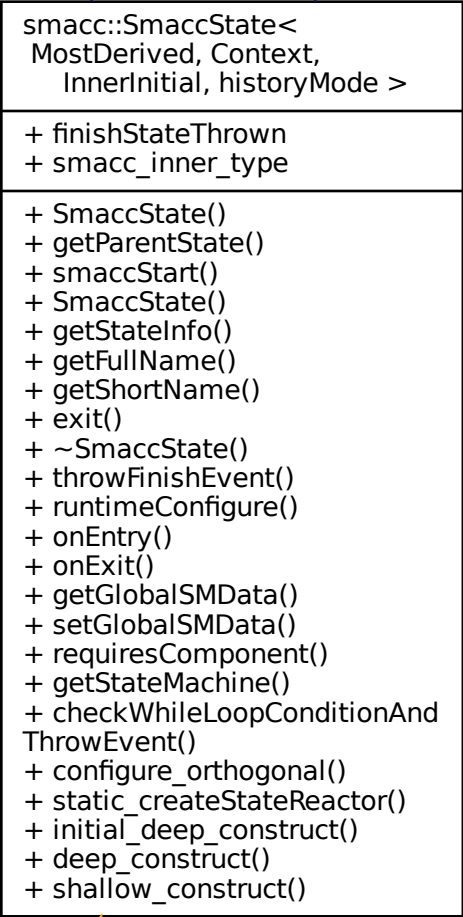 smacc::SmaccState<
MostDerived, Context,
InnerInitial, historyMode >
+ finishStateThrown
+ smacc_inner_type
+ SmaccState()
+ getParentState()
+ smaccStart()
+ SmaccState()
+ getStateInfo()
+ getFullName()
+ getShortName()
+ exit()
+ ~SmaccState()
+ throwFinishEvent()
+ runtimeConfigure()
+ onEntry()
+ onExit()
+ getGlobalSMData()
+ setGlobalSMData()
+ requiresComponent()
+ getStateMachine()
+ checkWhileLoopConditionAnd
ThrowEvent()
+ configure_orthogonal()
+ static_createStateReactor()
+ initial_deep_construct()
+ deep_construct()
+ shallow_construct()